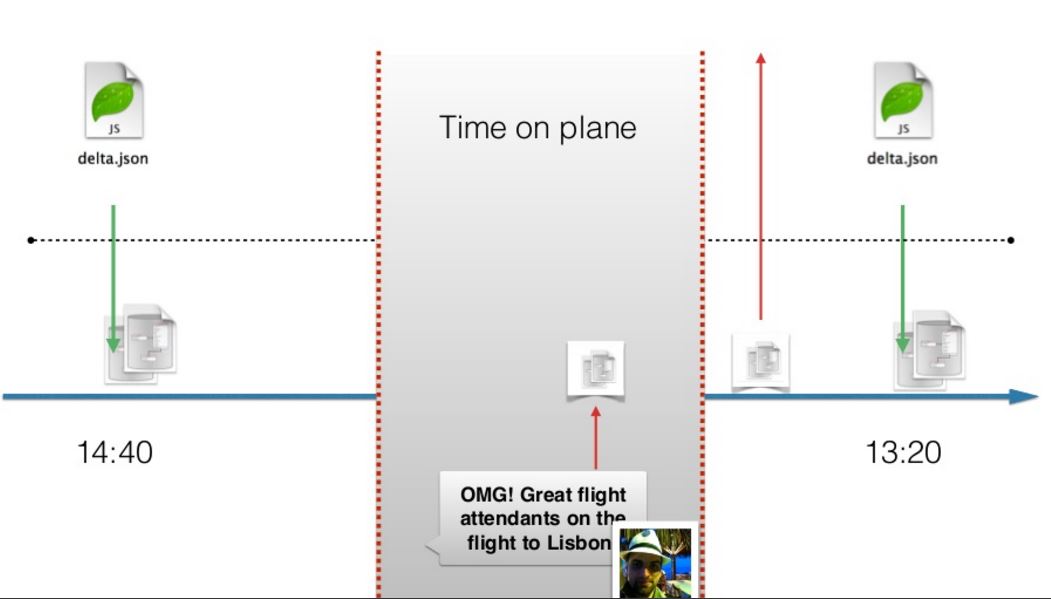 Time on plane
JS
delta.json
JS
delta.json
14:40
13:20
OMG! Great flight
attendants on the
flight to Lisbon